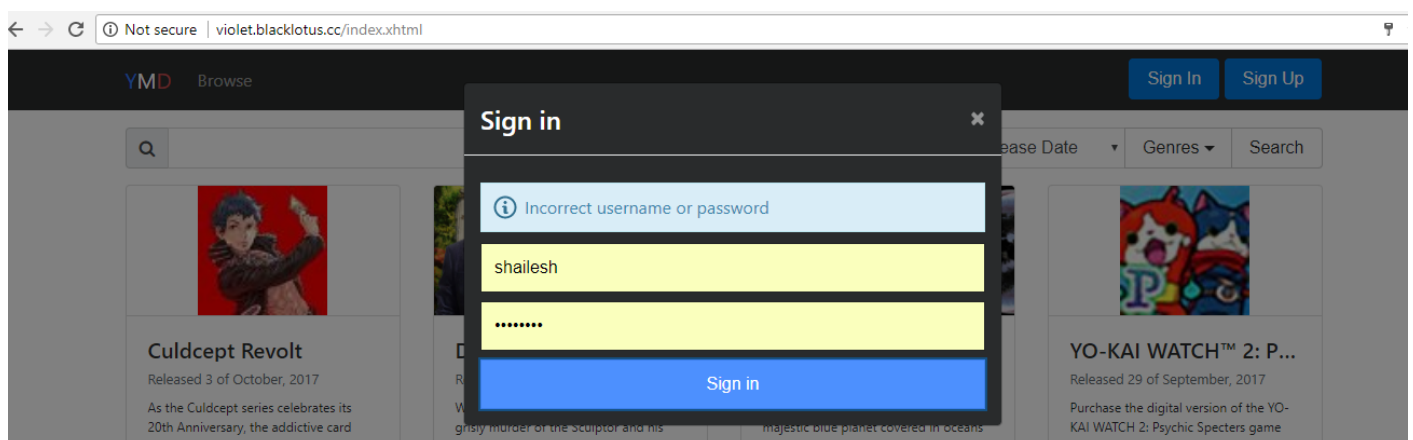 Not secure | violet.blacklotus.cc/index.xhtml
YMD Browse Sign In Sign Up
Sign in ×
ease Date Genres Search
Incorrect username or password
shailesh
••••••••
Sign in
Culdcept Revolt
Released 3 of October, 2017
As the Culdcept series celebrates its
20th Anniversary, the addictive card
D
R
W
grisly murder of the Sculptor and his
majestic blue planet covered in oceans
YO-KAI WATCH™ 2: P...
Released 29 of September, 2017
Purchase the digital version of the YO-
KAI WATCH 2: Psychic Specters game